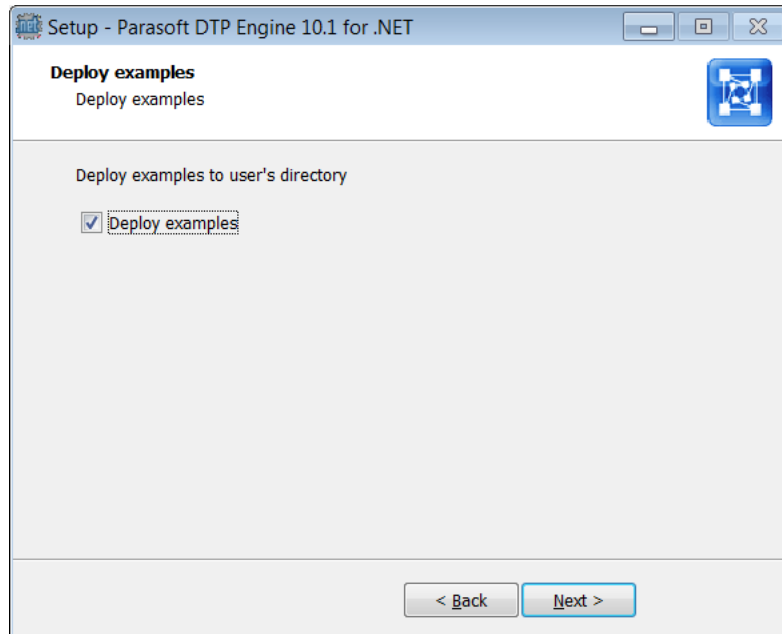 Setup - Parasoft DTP Engine 10.1 for .NET
Deploy examples
Deploy examples
Deploy examples to user's directory
Deploy examples
< Back
Next >